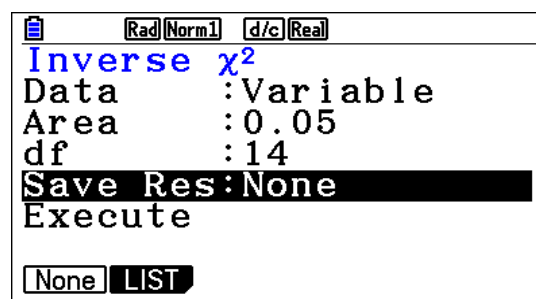 Rad Norm1 d/c Real
Inverse χ²
Data :Variable
Area :0.05
df :14
Save Res:None
Execute
None LIST